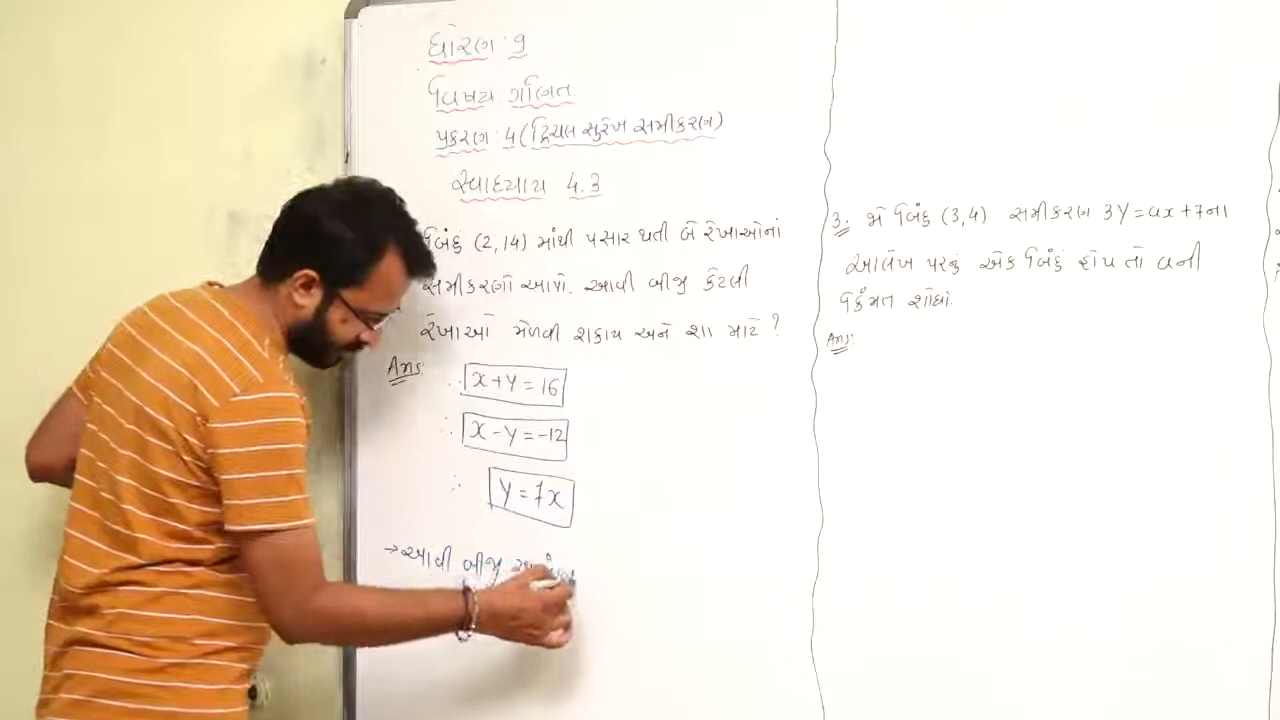 ધોરણ : 9
વિષય ગણિત
પ્રકરણ : 4 (દ્વિચલ સુરેખ સમીકરણ)
સ્વાધ્યાય 4.3
બિંદુ (2,14) માંથી પસાર થતી બે રેખાઓનાં
સમીકરણો આપો. આવી બીજી કેટલી
રેખાઓ મેળવી શકાય અને શા માટે ?
Ans:
∴ x+y=16
∴ x-y=-12
∴ y=7x
→આવી બીજી
3. જો બિંદુ (3,4) સમીકરણ 3y=ax+7ના
આલેખ પરનું એક બિંદુ હોય તો aની
કિંમત શોધો.
Ans: